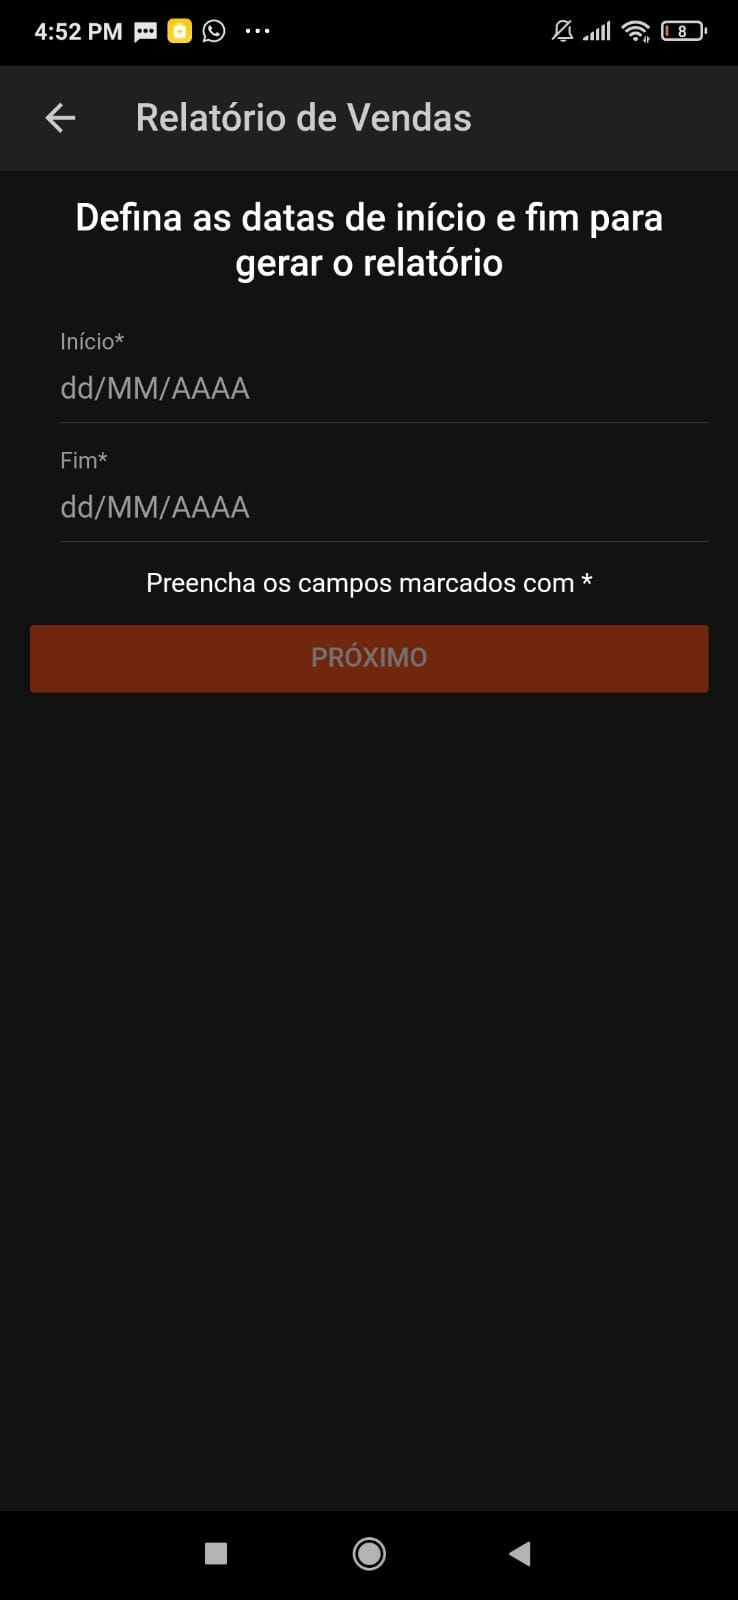 4:52 PM
8
Relatório de Vendas
Defina as datas de início e fim para
gerar o relatório
Início*
dd/MM/AAAA
Fim*
dd/MM/AAAA
Preencha os campos marcados com *
PRÓXIMO